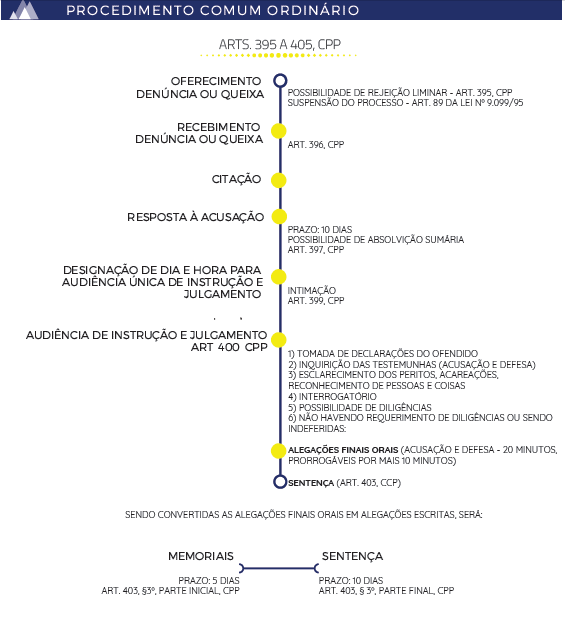 PROCEDIMENTO COMUM ORDINÁRIO
ARTS. 395 A 405, CPP
OFERECIMENTO
DENÚNCIA OU QUEIXA
POSSIBILIDADE DE REJEIÇÃO LIMINAR - ART. 395, CPP
SUSPENSÃO DO PROCESSO - ART. 89 DA LEI Nº 9.099/95
RECEBIMENTO
DENÚNCIA OU QUEIXA
ART. 396, CPP
CITAÇÃO
RESPOSTA À ACUSAÇÃO
PRAZO: 10 DIAS
POSSIBILIDADE DE ABSOLVIÇÃO SUMÁRIA
ART. 397, CPP
DESIGNAÇÃO DE DIA E HORA PARA
AUDIÊNCIA ÚNICA DE INSTRUÇÃO E
JULGAMENTO
INTIMAÇÃO
ART. 399, CPP
AUDIÊNCIA DE INSTRUÇÃO E JULGAMENTO
ART 400 CPP
1) TOMADA DE DECLARAÇÕES DO OFENDIDO
2) INQUIRIÇÃO DAS TESTEMUNHAS (ACUSAÇÃO E DEFESA)
3) ESCLARECIMENTO DOS PERITOS, ACAREAÇÕES,
RECONHECIMENTO DE PESSOAS E COISAS
4) INTERROGATÓRIO
5) POSSIBILIDADE DE DILIGÊNCIAS
6) NÃO HAVENDO REQUERIMENTO DE DILIGÊNCIAS OU SENDO
INDEFERIDAS:
ALEGAÇÕES FINAIS ORAIS (ACUSAÇÃO E DEFESA - 20 MINUTOS,
PRORROGÁVEIS POR MAIS 10 MINUTOS)
SENTENÇA (ART. 403, CCP)
SENDO CONVERTIDAS AS ALEGAÇÕES FINAIS ORAIS EM ALEGAÇÕES ESCRITAS, SERÁ:
MEMORIAIS
PRAZO: 5 DIAS
ART. 403, §3º, PARTE INICIAL, CPP
SENTENÇA
PRAZO: 10 DIAS
ART. 403, § 3º, PARTE FINAL, CPP